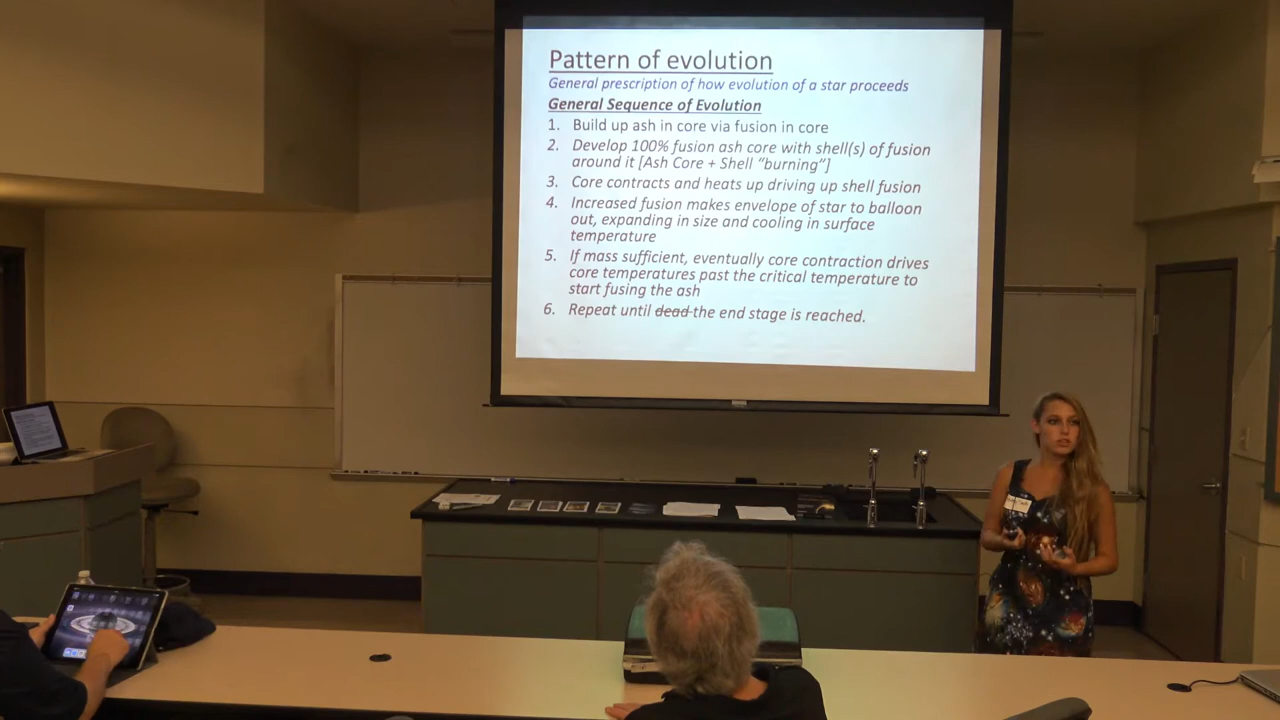 Pattern of evolution
General prescription of how evolution of a star proceeds
General Sequence of Evolution
1. Build up ash in core via fusion in core
2. Develop 100% fusion ash core with shell(s) of fusion
around it [Ash Core + Shell “burning”]
3. Core contracts and heats up driving up shell fusion
4. Increased fusion makes envelope of star to balloon
out, expanding in size and cooling in surface
temperature
5. If mass sufficient, eventually core contraction drives
core temperatures past the critical temperature to
start fusing the ash
6. Repeat until dead the end stage is reached.